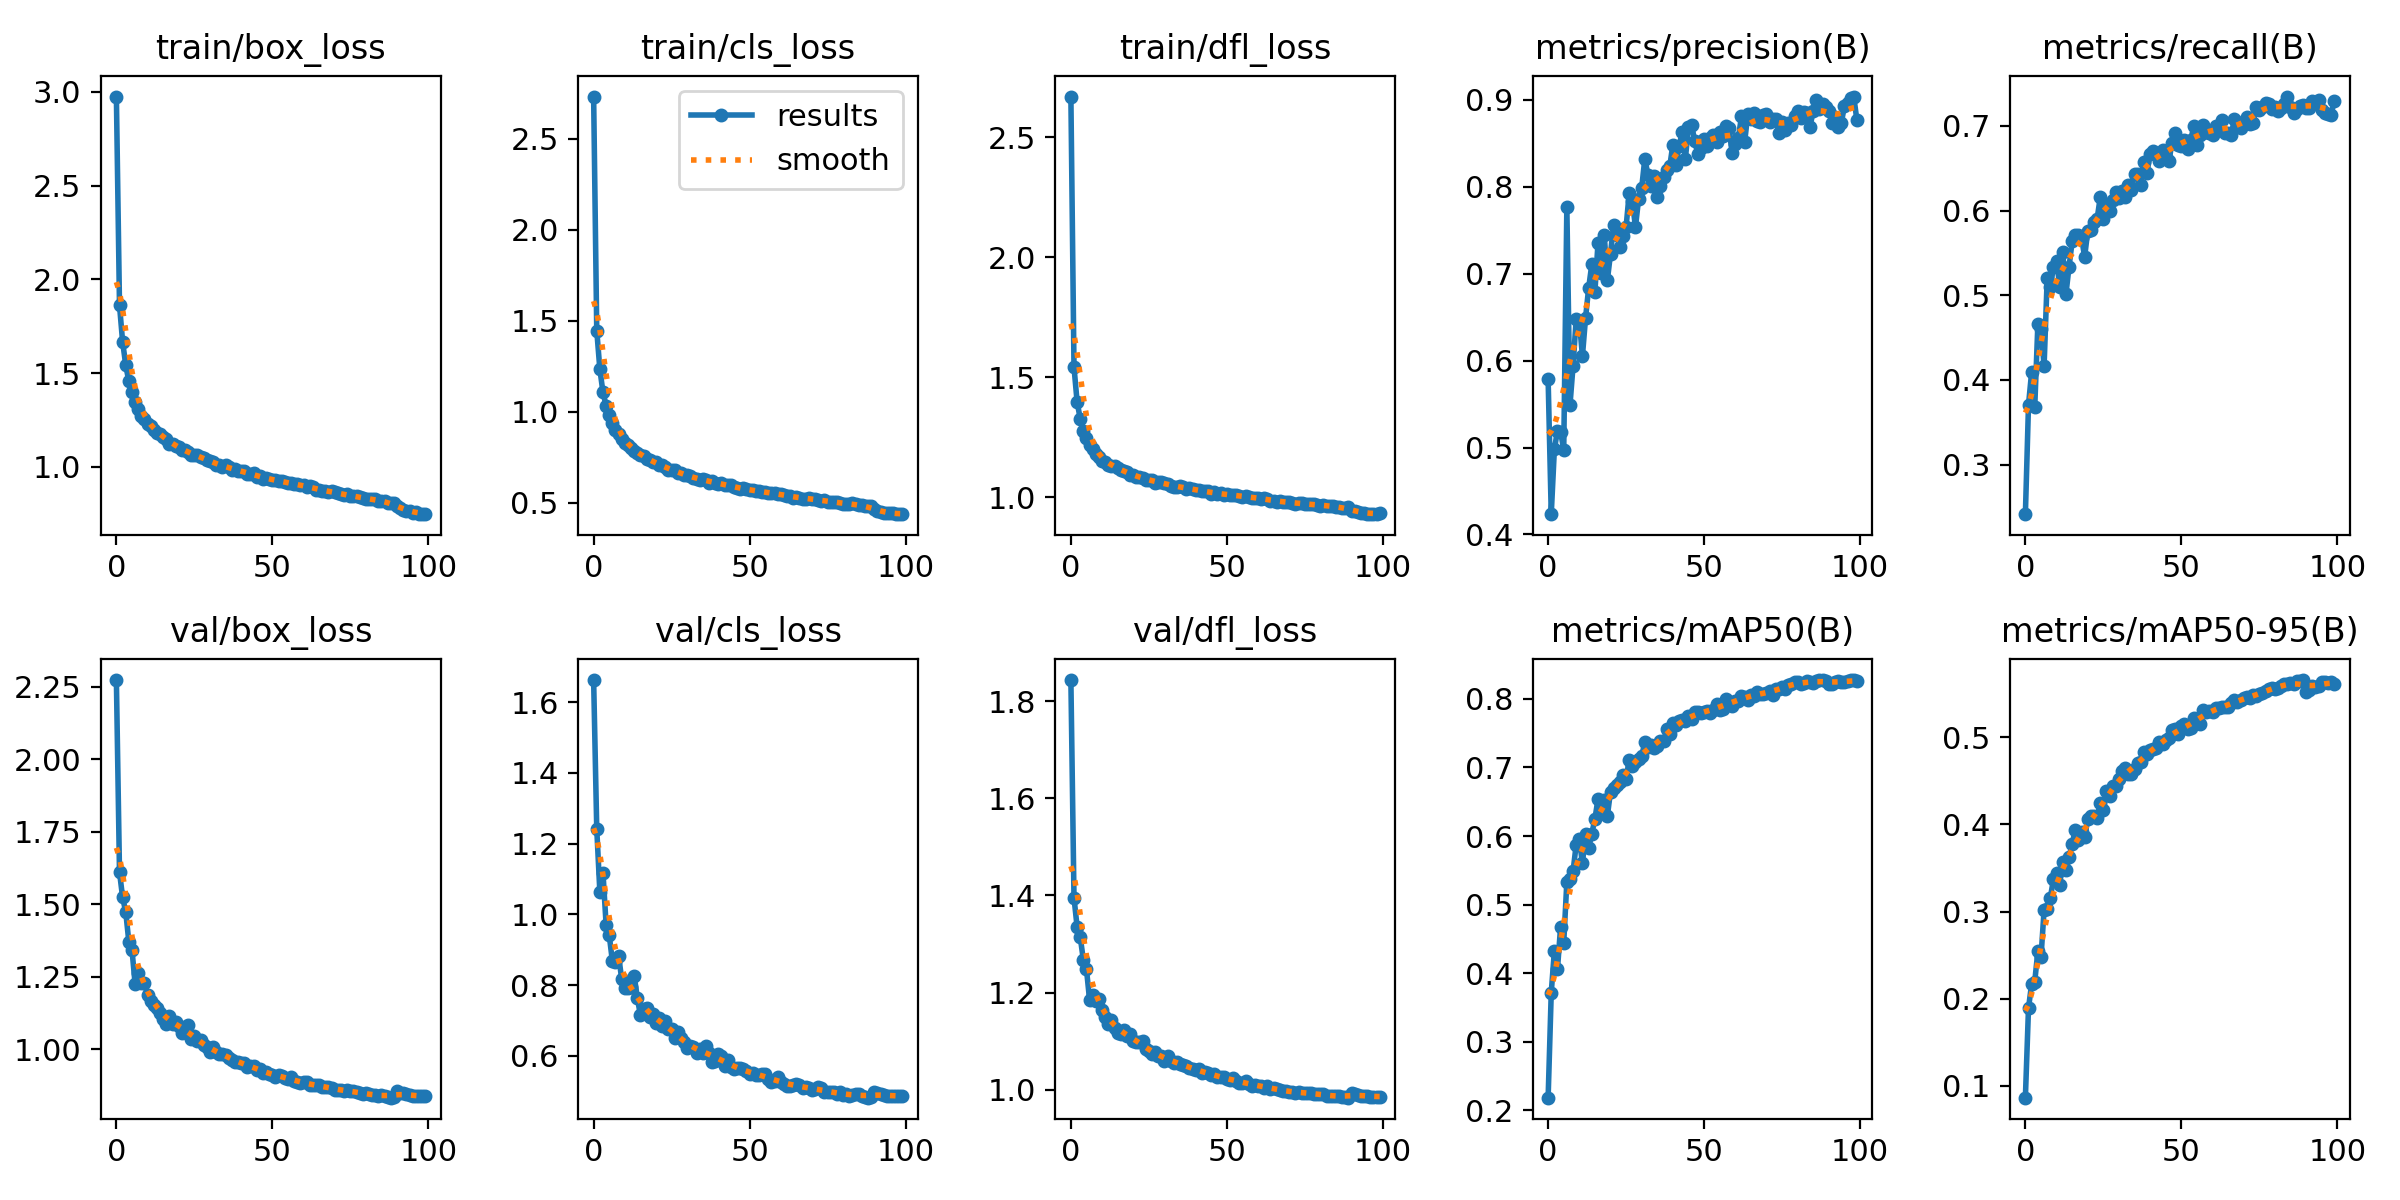 train/box_loss
3.0
2.5
2.0
1.5
1.0
0 50 100
train/cls_loss
results
smooth
2.5
2.0
1.5
1.0
0.5
0 50 100
train/dfl_loss
2.5
2.0
1.5
1.0
0 50 100
metrics/precision(B)
0.9
0.8
0.7
0.6
0.5
0.4
0 50 100
metrics/recall(B)
0.7
0.6
0.5
0.4
0.3
0 50 100
val/box_loss
2.25
2.00
1.75
1.50
1.25
1.00
0 50 100
val/cls_loss
1.6
1.4
1.2
1.0
0.8
0.6
0 50 100
val/dfl_loss
1.8
1.6
1.4
1.2
1.0
0 50 100
metrics/mAP50(B)
0.8
0.7
0.6
0.5
0.4
0.3
0.2
0 50 100
metrics/mAP50-95(B)
0.5
0.4
0.3
0.2
0.1
0 50 100